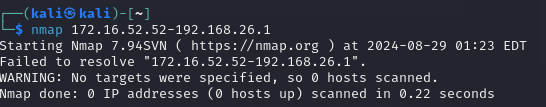 ┌──(kali㉿kali)-[~]
└─$ nmap 172.16.52.52-192.168.26.1
Starting Nmap 7.94SVN ( https://nmap.org ) at 2024-08-29 01:23 EDT
Failed to resolve "172.16.52.52-192.168.26.1".
WARNING: No targets were specified, so 0 hosts scanned.
Nmap done: 0 IP addresses (0 hosts up) scanned in 0.22 seconds